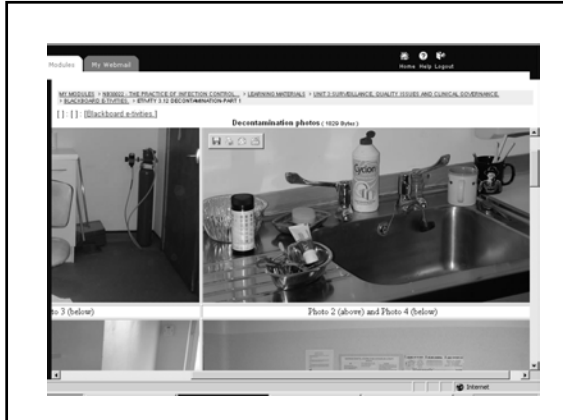 Modules My Webmail
Home Help Logout
MY MODULES > NBS8022 - THE PRACTICE OF INFECTION CONTROL... > LEARNING MATERIALS > UNIT 3 SURVEILLANCE, QUALITY ISSUES AND CLINICAL GOVERNANCE.
> BLACKBOARD E-TIVITIES. > ETIVITY 3.12 DECONTAMINATION-PART 1
[ ] : [ ] : [Blackboard e-tivities.]
Decontamination photos ( 1829 Bytes )
to 3 (below)
Photo 2 (above) and Photo 4 (below)
Internet